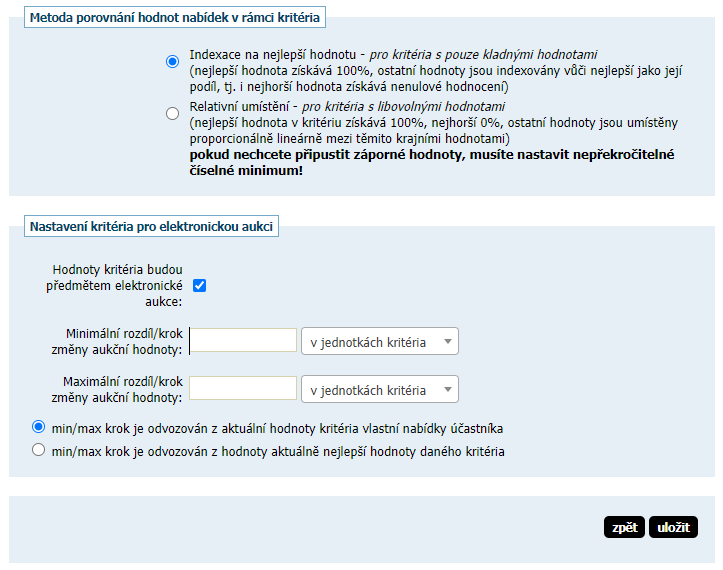 Metoda porovnání hodnot nabídek v rámci kritéria
Indexace na nejlepší hodnotu - pro kritéria s pouze kladnými hodnotami
(nejlepší hodnota získává 100%, ostatní hodnoty jsou indexovány vůči nejlepší jako její
podíl, tj. i nejhorší hodnota získává nenulové hodnocení)
Relativní umístění - pro kritéria s libovolnými hodnotami
(nejlepší hodnota v kritériu získává 100%, nejhorší 0%, ostatní hodnoty jsou umístěny
proporcionálně lineárně mezi těmito krajními hodnotami)
pokud nechcete připustit záporné hodnoty, musíte nastavit nepřekročitelné
číselné minimum!
Nastavení kritéria pro elektronickou aukci
Hodnoty kritéria budou
předmětem elektronické
aukce:
Minimální rozdíl/krok
změny aukční hodnoty:
v jednotkách kritéria
Maximální rozdíl/krok
změny aukční hodnoty:
v jednotkách kritéria
min/max krok je odvozován z aktuální hodnoty kritéria vlastní nabídky účastníka
min/max krok je odvozován z hodnoty aktuálně nejlepší hodnoty daného kritéria
zpět uložit